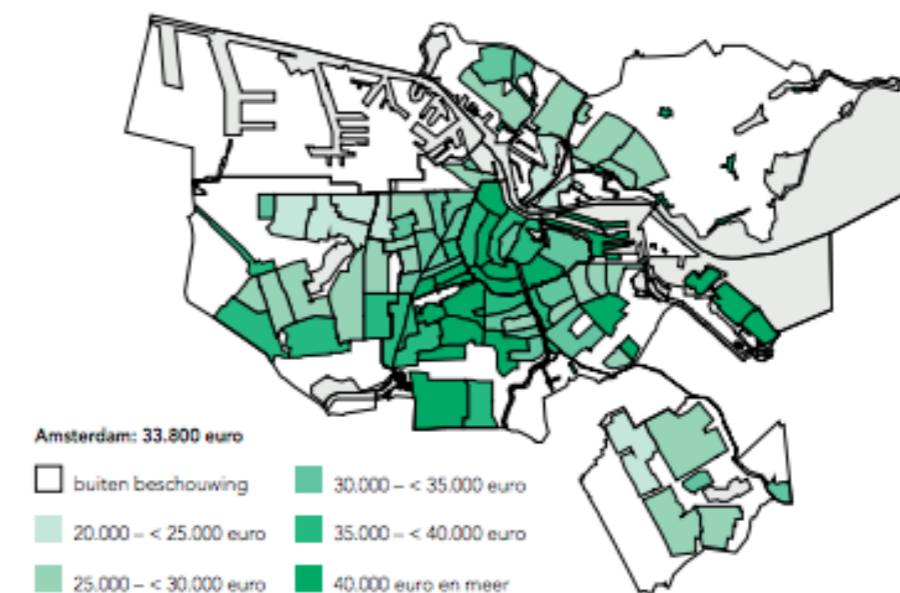 Amsterdam: 33.800 euro
buiten beschouwing
20.000 – < 25.000 euro
25.000 – < 30.000 euro
30.000 – < 35.000 euro
35.000 – < 40.000 euro
40.000 euro en meer